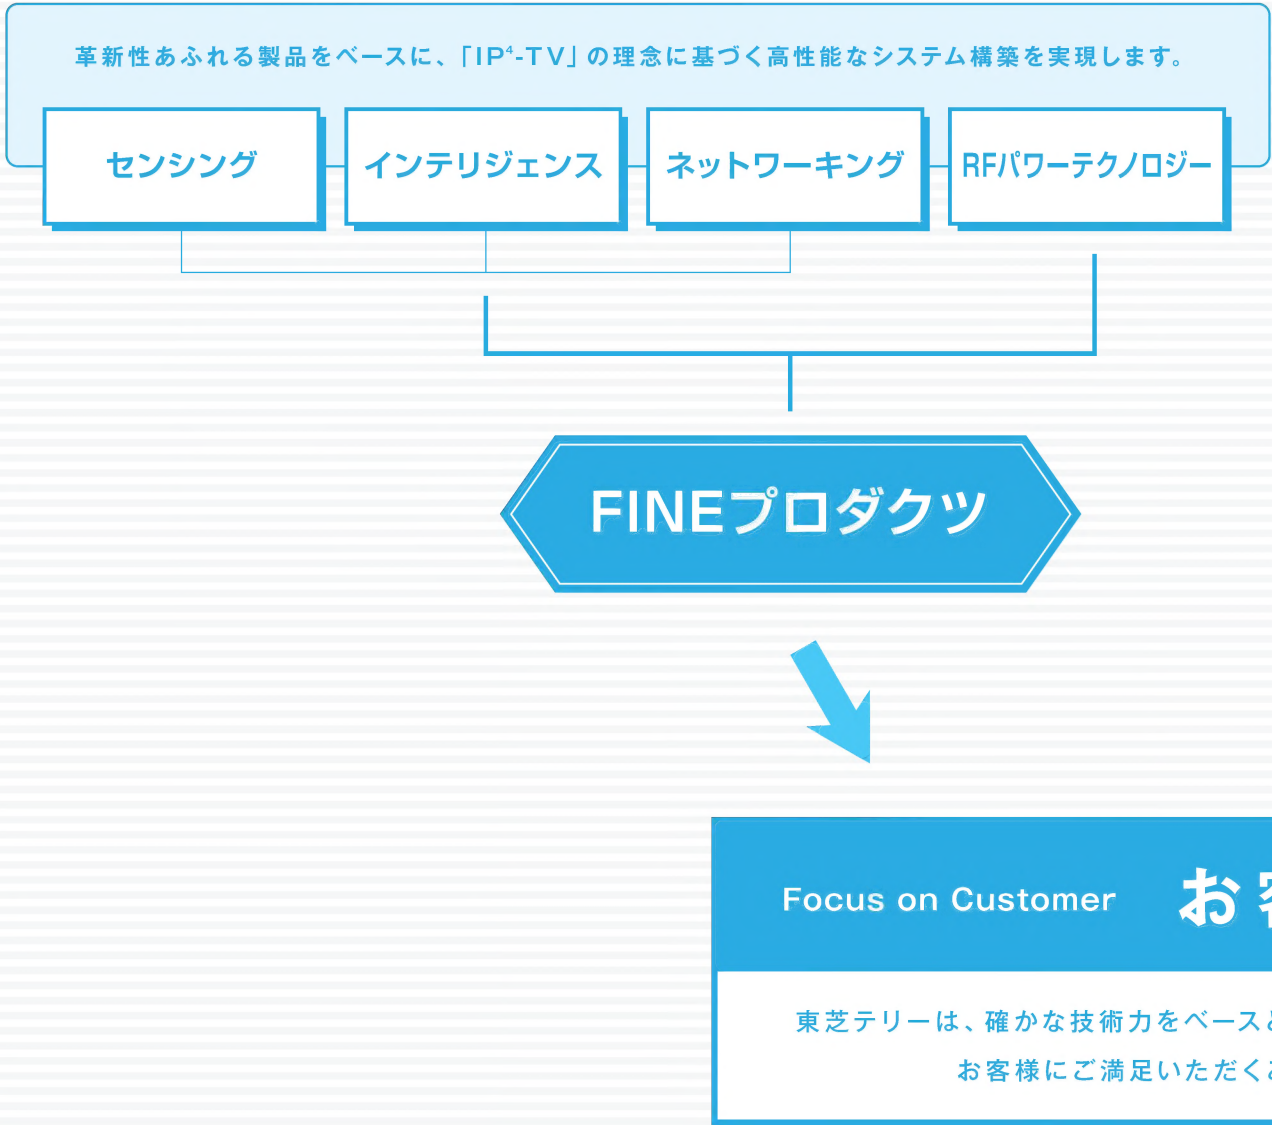 革新性あふれる製品をベースに、「IP⁴-TV」の理念に基づく高性能なシステム構築を実現します。
センシング
インテリジェンス
ネットワーキング
RFパワーテクノロジー
FINEプロダクツ
Focus on Customer お
東芝テリーは、確かな技術力をベース
お客様にご満足いただく